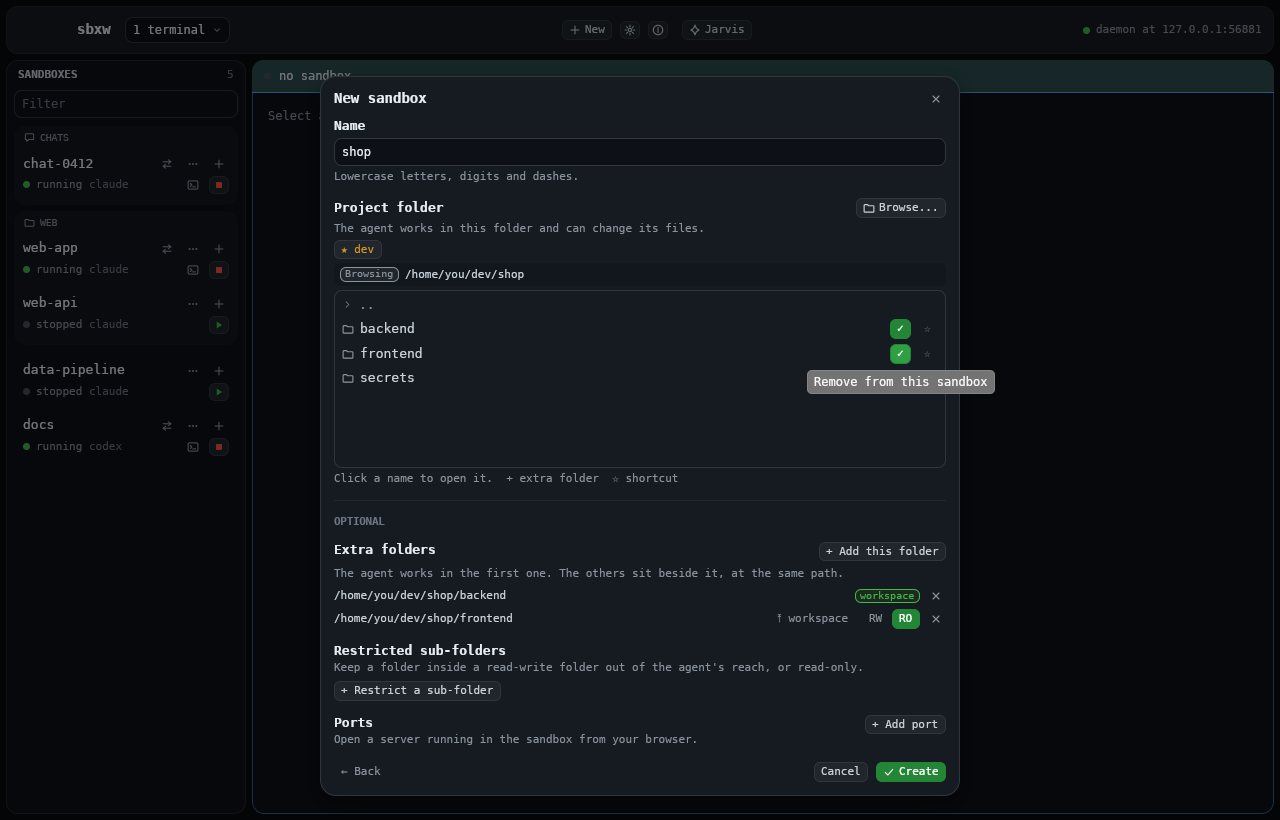 sbxw
1 terminal
New
Jarvis
daemon at 127.0.0.1:56881
SANDBOXES 5
Filter
CHATS
chat-0412
running claude
WEB
web-app
running claude
web-api
stopped claude
data-pipeline
stopped claude
docs
running codex
no sandbox
Select
New sandbox
Name
shop
Lowercase letters, digits and dashes.
Project folder
Browse...
The agent works in this folder and can change its files.
★ dev
Browsing /home/you/dev/shop
..
backend ✓ ☆
frontend ✓ ☆
secrets
Remove from this sandbox
Click a name to open it. + extra folder ☆ shortcut
OPTIONAL
Extra folders
+ Add this folder
The agent works in the first one. The others sit beside it, at the same path.
/home/you/dev/shop/backend workspace ×
/home/you/dev/shop/frontend ↑ workspace RW RO ×
Restricted sub-folders
Keep a folder inside a read-write folder out of the agent's reach, or read-only.
+ Restrict a sub-folder
Ports
+ Add port
Open a server running in the sandbox from your browser.
← Back
Cancel
✓ Create